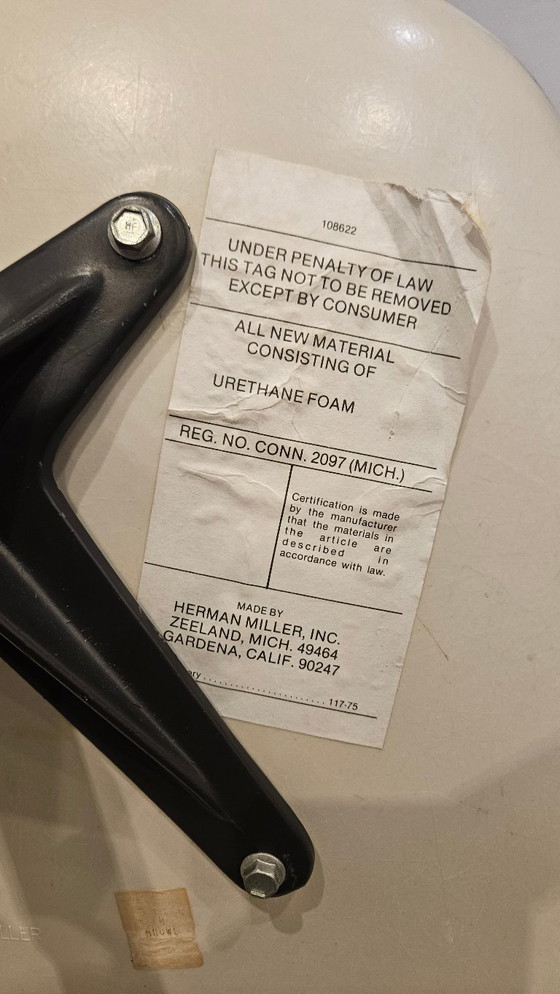 HF
108622
UNDER PENALTY OF LAW
THIS TAG NOT TO BE REMOVED
EXCEPT BY CONSUMER
ALL NEW MATERIAL
CONSISTING OF
URETHANE FOAM
REG. NO. CONN. 2097 (MICH.)
Certification is made
by the manufacturer
that the materials in
the article are
described in
accordance with law.
MADE BY
HERMAN MILLER, INC.
ZEELAND, MICH. 49464
GARDENA, CALIF. 90247
ory .......................... 117-75
LLER